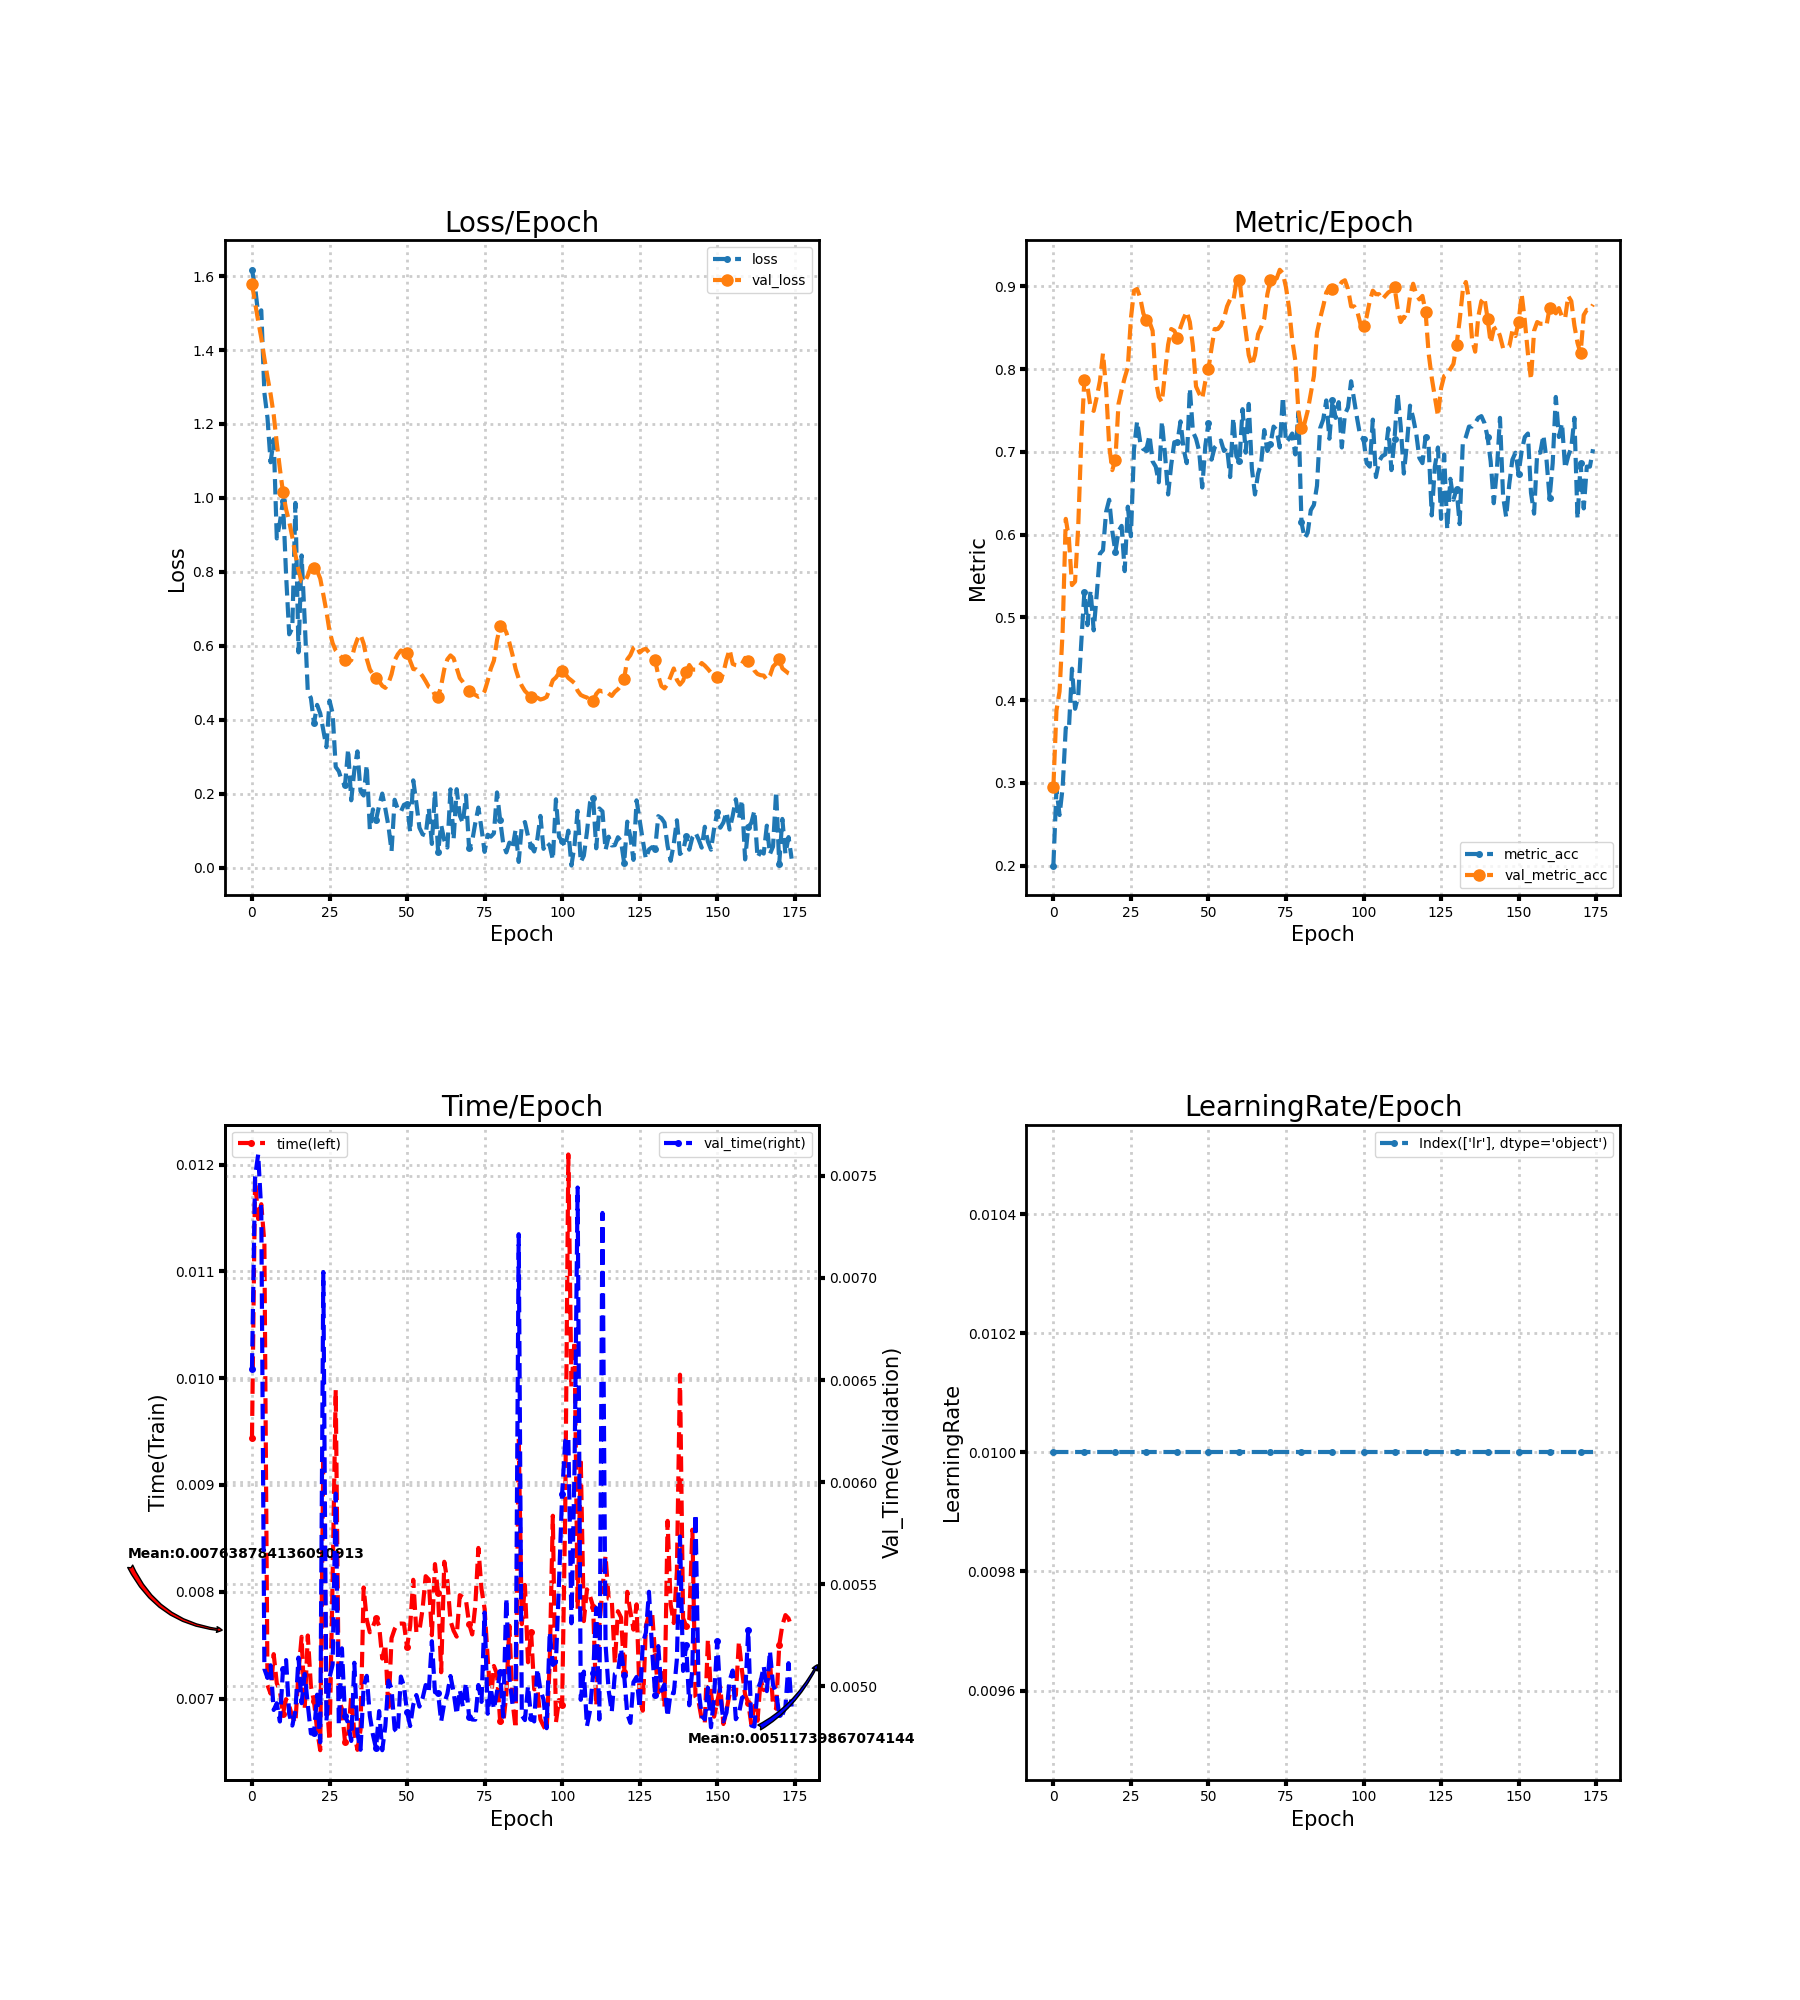 Loss/Epoch
Loss
1.6
1.4
1.2
1.0
0.8
0.6
0.4
0.2
0.0
loss
val_loss
0 25 50 75 100 125 150 175
Epoch
Metric/Epoch
Metric
0.9
0.8
0.7
0.6
0.5
0.4
0.3
0.2
metric_acc
val_metric_acc
0 25 50 75 100 125 150 175
Epoch
Time/Epoch
Time(Train)
0.012
0.011
0.010
0.009
0.008
0.007
time(left)
val_time(right)
Mean:0.007638784136090913
Mean:0.00511739867074144
0.0075
0.0070
0.0065
0.0060
0.0055
0.0050
Val_Time(Validation)
0 25 50 75 100 125 150 175
Epoch
LearningRate/Epoch
LearningRate
0.0104
0.0102
0.0100
0.0098
0.0096
Index(['lr'], dtype='object')
0 25 50 75 100 125 150 175
Epoch